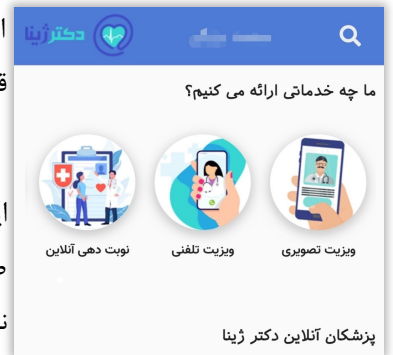 دکتر ژینا
ما چه خدماتی ارائه می کنیم؟
ویزیت تصویری
ویزیت تلفنی
نوبت دهی آنلاین
پزشکان آنلاین دکتر ژینا